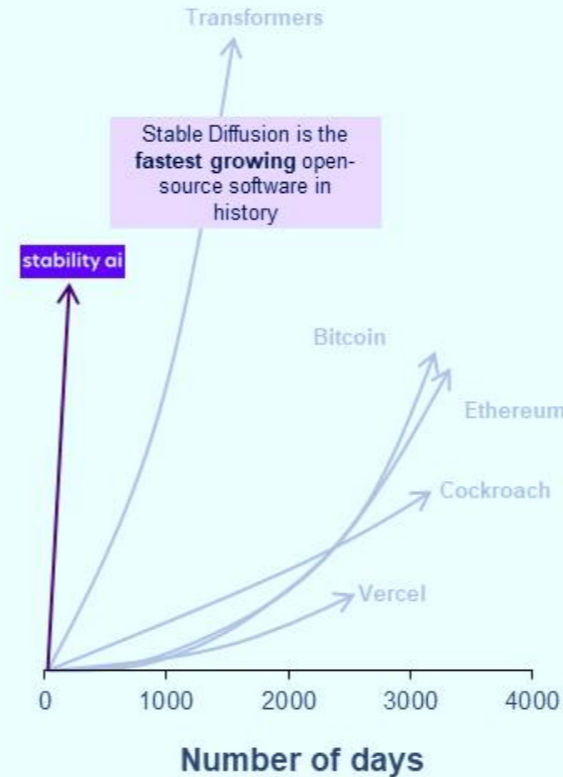 Transformers
Stable Diffusion is the
fastest growing open-
source software in
history
stability ai
Bitcoin
Ethereum
Cockroach
Vercel
0 1000 2000 3000 4000
Number of days